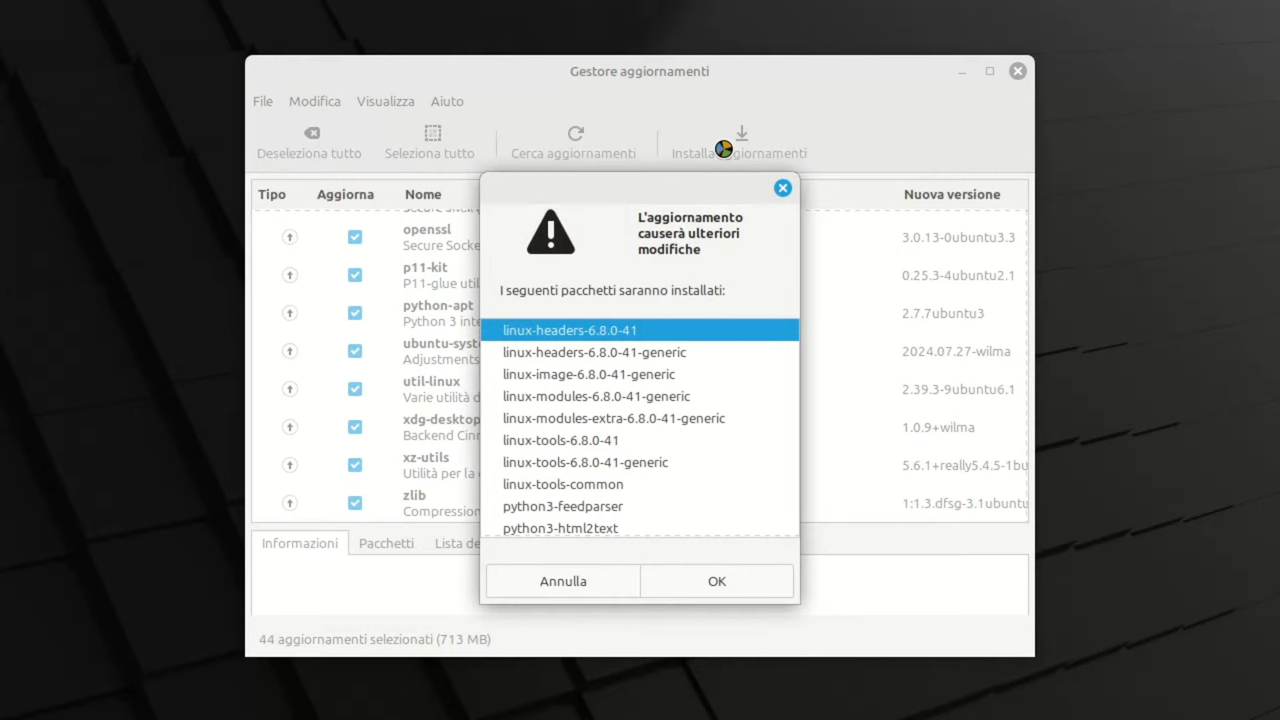 Gestore aggiornamenti
File Modifica Visualizza Aiuto
Deseleziona tutto Seleziona tutto Cerca aggiornamenti Installa aggiornamenti
Tipo Aggiorna Nome Nuova versione
openssl
Secure Socke
3.0.13-0ubuntu3.3
p11-kit
P11-glue util
0.25.3-4ubuntu2.1
python-apt
Python 3 inte
2.7.7ubuntu3
ubuntu-syst
Adjustments
2024.07.27-wilma
util-linux
Varie utilità d
2.39.3-9ubuntu6.1
xdg-desktop
Backend Cinn
1.0.9+wilma
xz-utils
Utilità per la
5.6.1+really5.4.5-1bu
zlib
Compression
1:1.3.dfsg-3.1ubuntu
L'aggiornamento
causerà ulteriori
modifiche
I seguenti pacchetti saranno installati:
linux-headers-6.8.0-41
linux-headers-6.8.0-41-generic
linux-image-6.8.0-41-generic
linux-modules-6.8.0-41-generic
linux-modules-extra-6.8.0-41-generic
linux-tools-6.8.0-41
linux-tools-6.8.0-41-generic
linux-tools-common
python3-feedparser
python3-html2text
Annulla OK
Informazioni Pacchetti Lista de
44 aggiornamenti selezionati (713 MB)